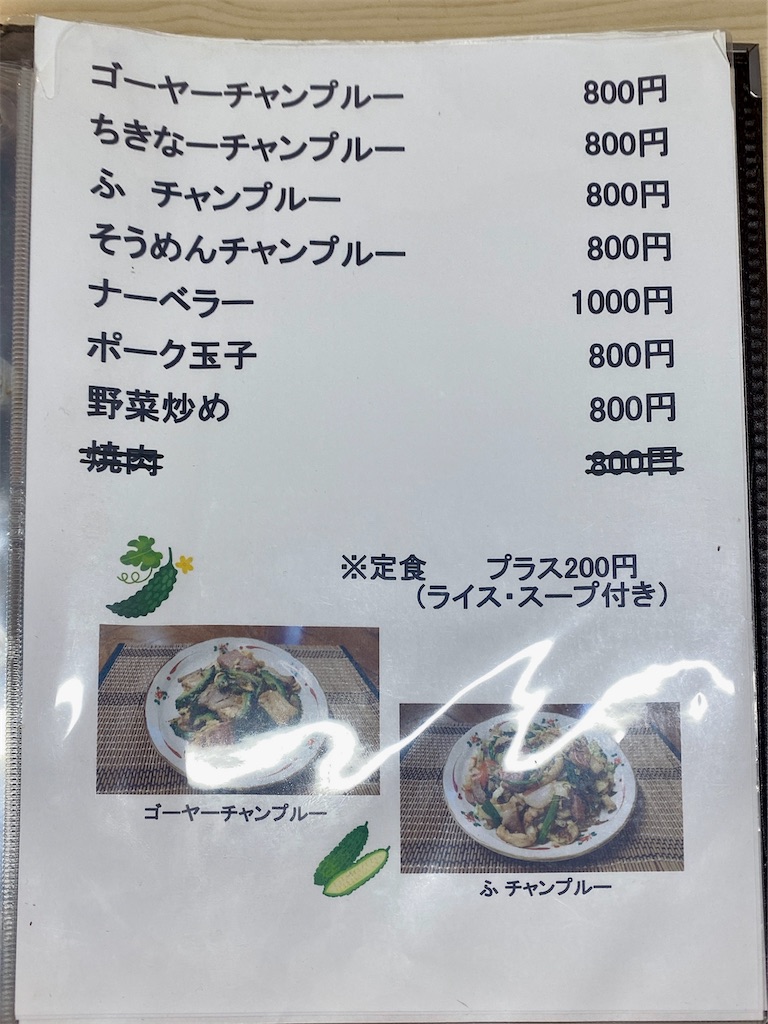 ゴーヤーチャンプルー 800円
ちきなーチャンプルー 800円
ふ チャンプルー 800円
そうめんチャンプルー 800円
ナーベラー 1000円
ポーク玉子 800円
野菜炒め 800円
焼肉 800円
※定食 プラス200円
（ライス・スープ付き）
ゴーヤーチャンプルー
ふ チャンプルー